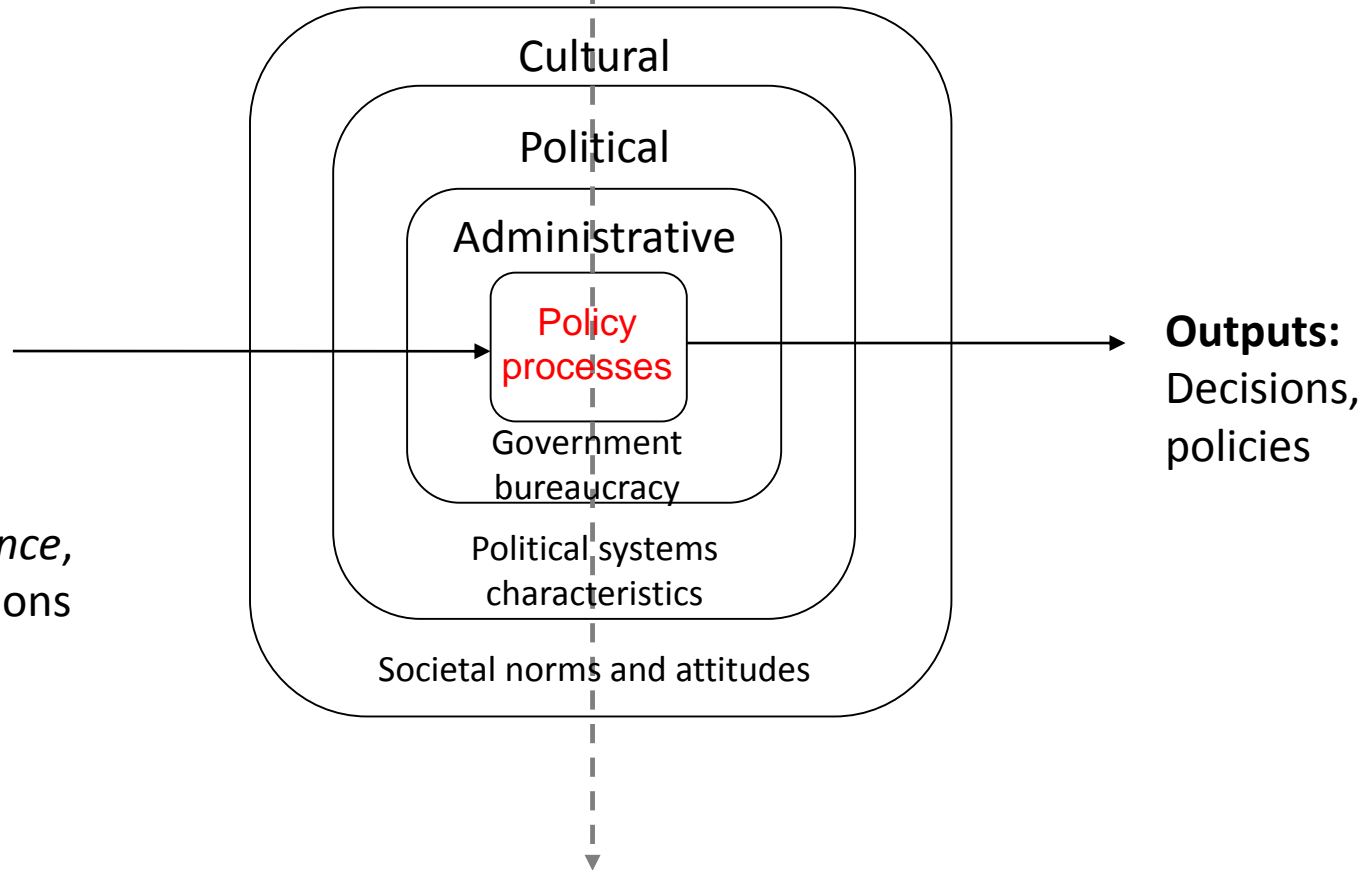 Cultural
Political
Administrative
Policy
processes
Government
bureaucracy
Political systems
characteristics
Societal norms and attitudes
nce,
ons
Outputs:
Decisions,
policies